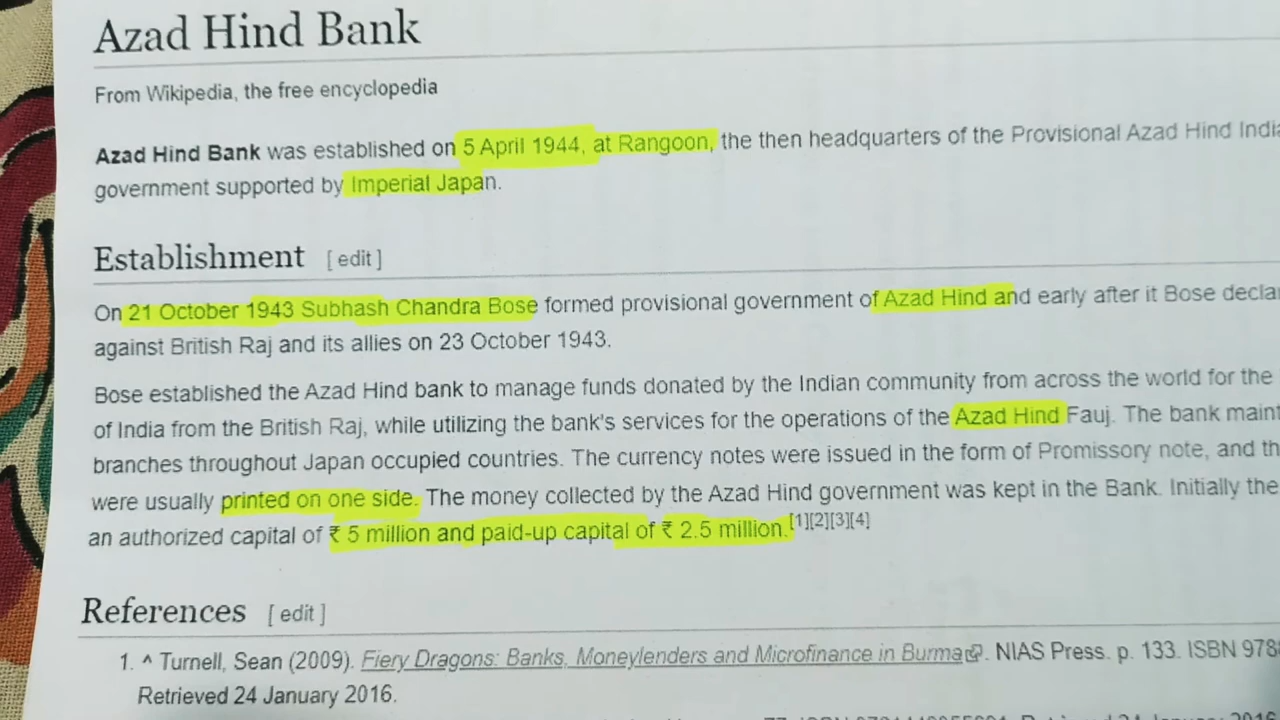 Azad Hind Bank
From Wikipedia, the free encyclopedia
Azad Hind Bank was established on 5 April 1944, at Rangoon, the then headquarters of the Provisional Azad Hind
government supported by Imperial Japan.
Establishment [ edit ]
On 21 October 1943 Subhash Chandra Bose formed provisional government of Azad Hind and early after it Bose
against British Raj and its allies on 23 October 1943.
Bose established the Azad Hind bank to manage funds donated by the Indian community from across the world for the
of India from the British Raj, while utilizing the bank's services for the operations of the Azad Hind Fauj. The bank
branches throughout Japan occupied countries. The currency notes were issued in the form of Promissory note, and
were usually printed on one side. The money collected by the Azad Hind government was kept in the Bank. Initially the
an authorized capital of ₹ 5 million and paid-up capital of ₹ 2.5 million.[1][2][3][4]
References [ edit ]
1. ^ Turnell, Sean (2009). Fiery Dragons: Banks, Moneylenders and Microfinance in Burma. NIAS Press. p. 133. ISBN
Retrieved 24 January 2016.